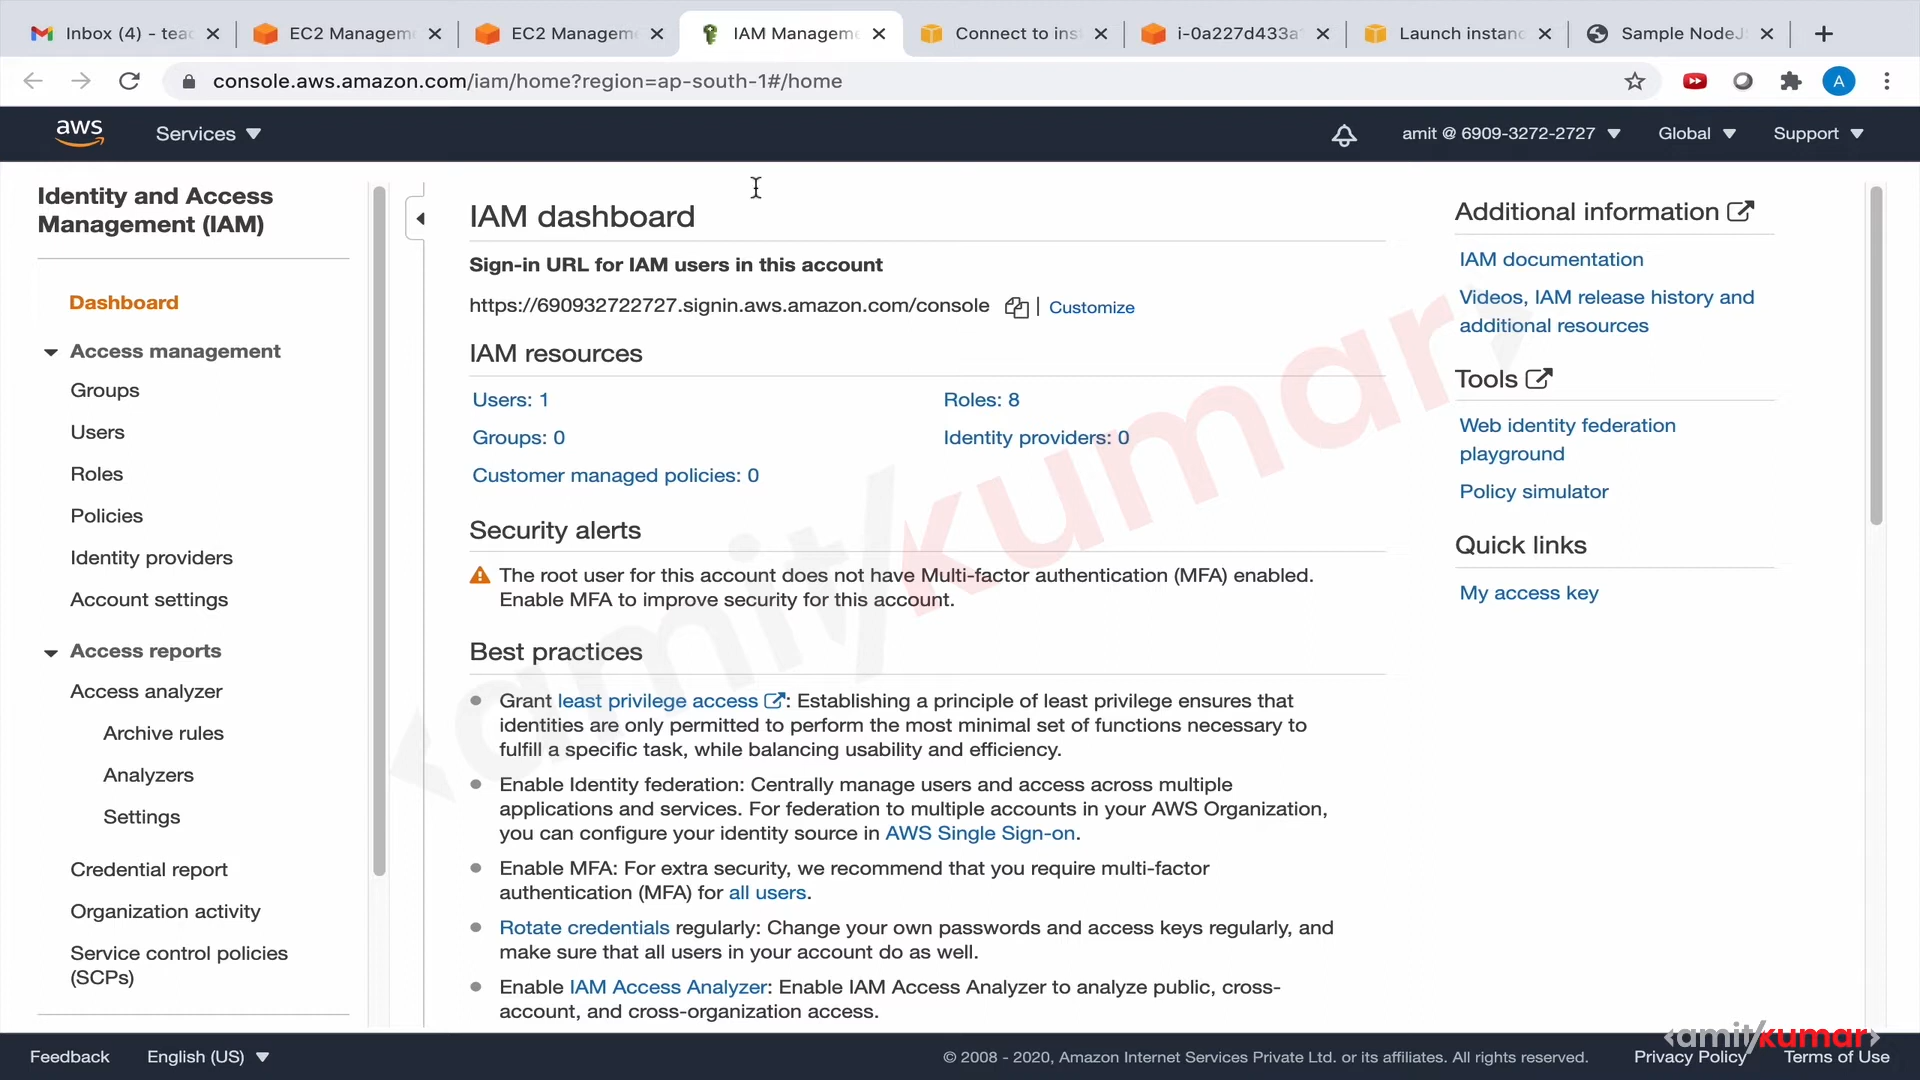 Inbox (4) - tea
EC2 Managem
EC2 Manageme
IAM Manageme
Connect to ins
i-0a227d433a
Launch instanc
Sample NodeJ
console.aws.amazon.com/iam/home?region=ap-south-1#/home
A
aws
Services
amit @ 6909-3272-2727
Global
Support
Identity and Access
Management (IAM)
Dashboard
Access management
Groups
Users
Roles
Policies
Identity providers
Account settings
Access reports
Access analyzer
Archive rules
Analyzers
Settings
Credential report
Organization activity
Service control policies
(SCPs)
IAM dashboard
Sign-in URL for IAM users in this account
https://690932722727.signin.aws.amazon.com/console | Customize
IAM resources
Users: 1
Roles: 8
Groups: 0
Identity providers: 0
Customer managed policies: 0
Security alerts
The root user for this account does not have Multi-factor authentication (MFA) enabled.
Enable MFA to improve security for this account.
Best practices
Grant least privilege access : Establishing a principle of least privilege ensures that
identities are only permitted to perform the most minimal set of functions necessary to
fulfill a specific task, while balancing usability and efficiency.
Enable Identity federation: Centrally manage users and access across multiple
applications and services. For federation to multiple accounts in your AWS Organization,
you can configure your identity source in AWS Single Sign-on.
Enable MFA: For extra security, we recommend that you require multi-factor
authentication (MFA) for all users.
Rotate credentials regularly: Change your own passwords and access keys regularly, and
make sure that all users in your account do as well.
Enable IAM Access Analyzer: Enable IAM Access Analyzer to analyze public, cross-
account, and cross-organization access.
Additional information
IAM documentation
Videos, IAM release history and
additional resources
Tools
Web identity federation
playground
Policy simulator
Quick links
My access key
<amit/kumar>
Feedback
English (US)
© 2008 - 2020, Amazon Internet Services Private Ltd. or its affiliates. All rights reserved.
Privacy Policy
Terms of Use
<amit/kumar>